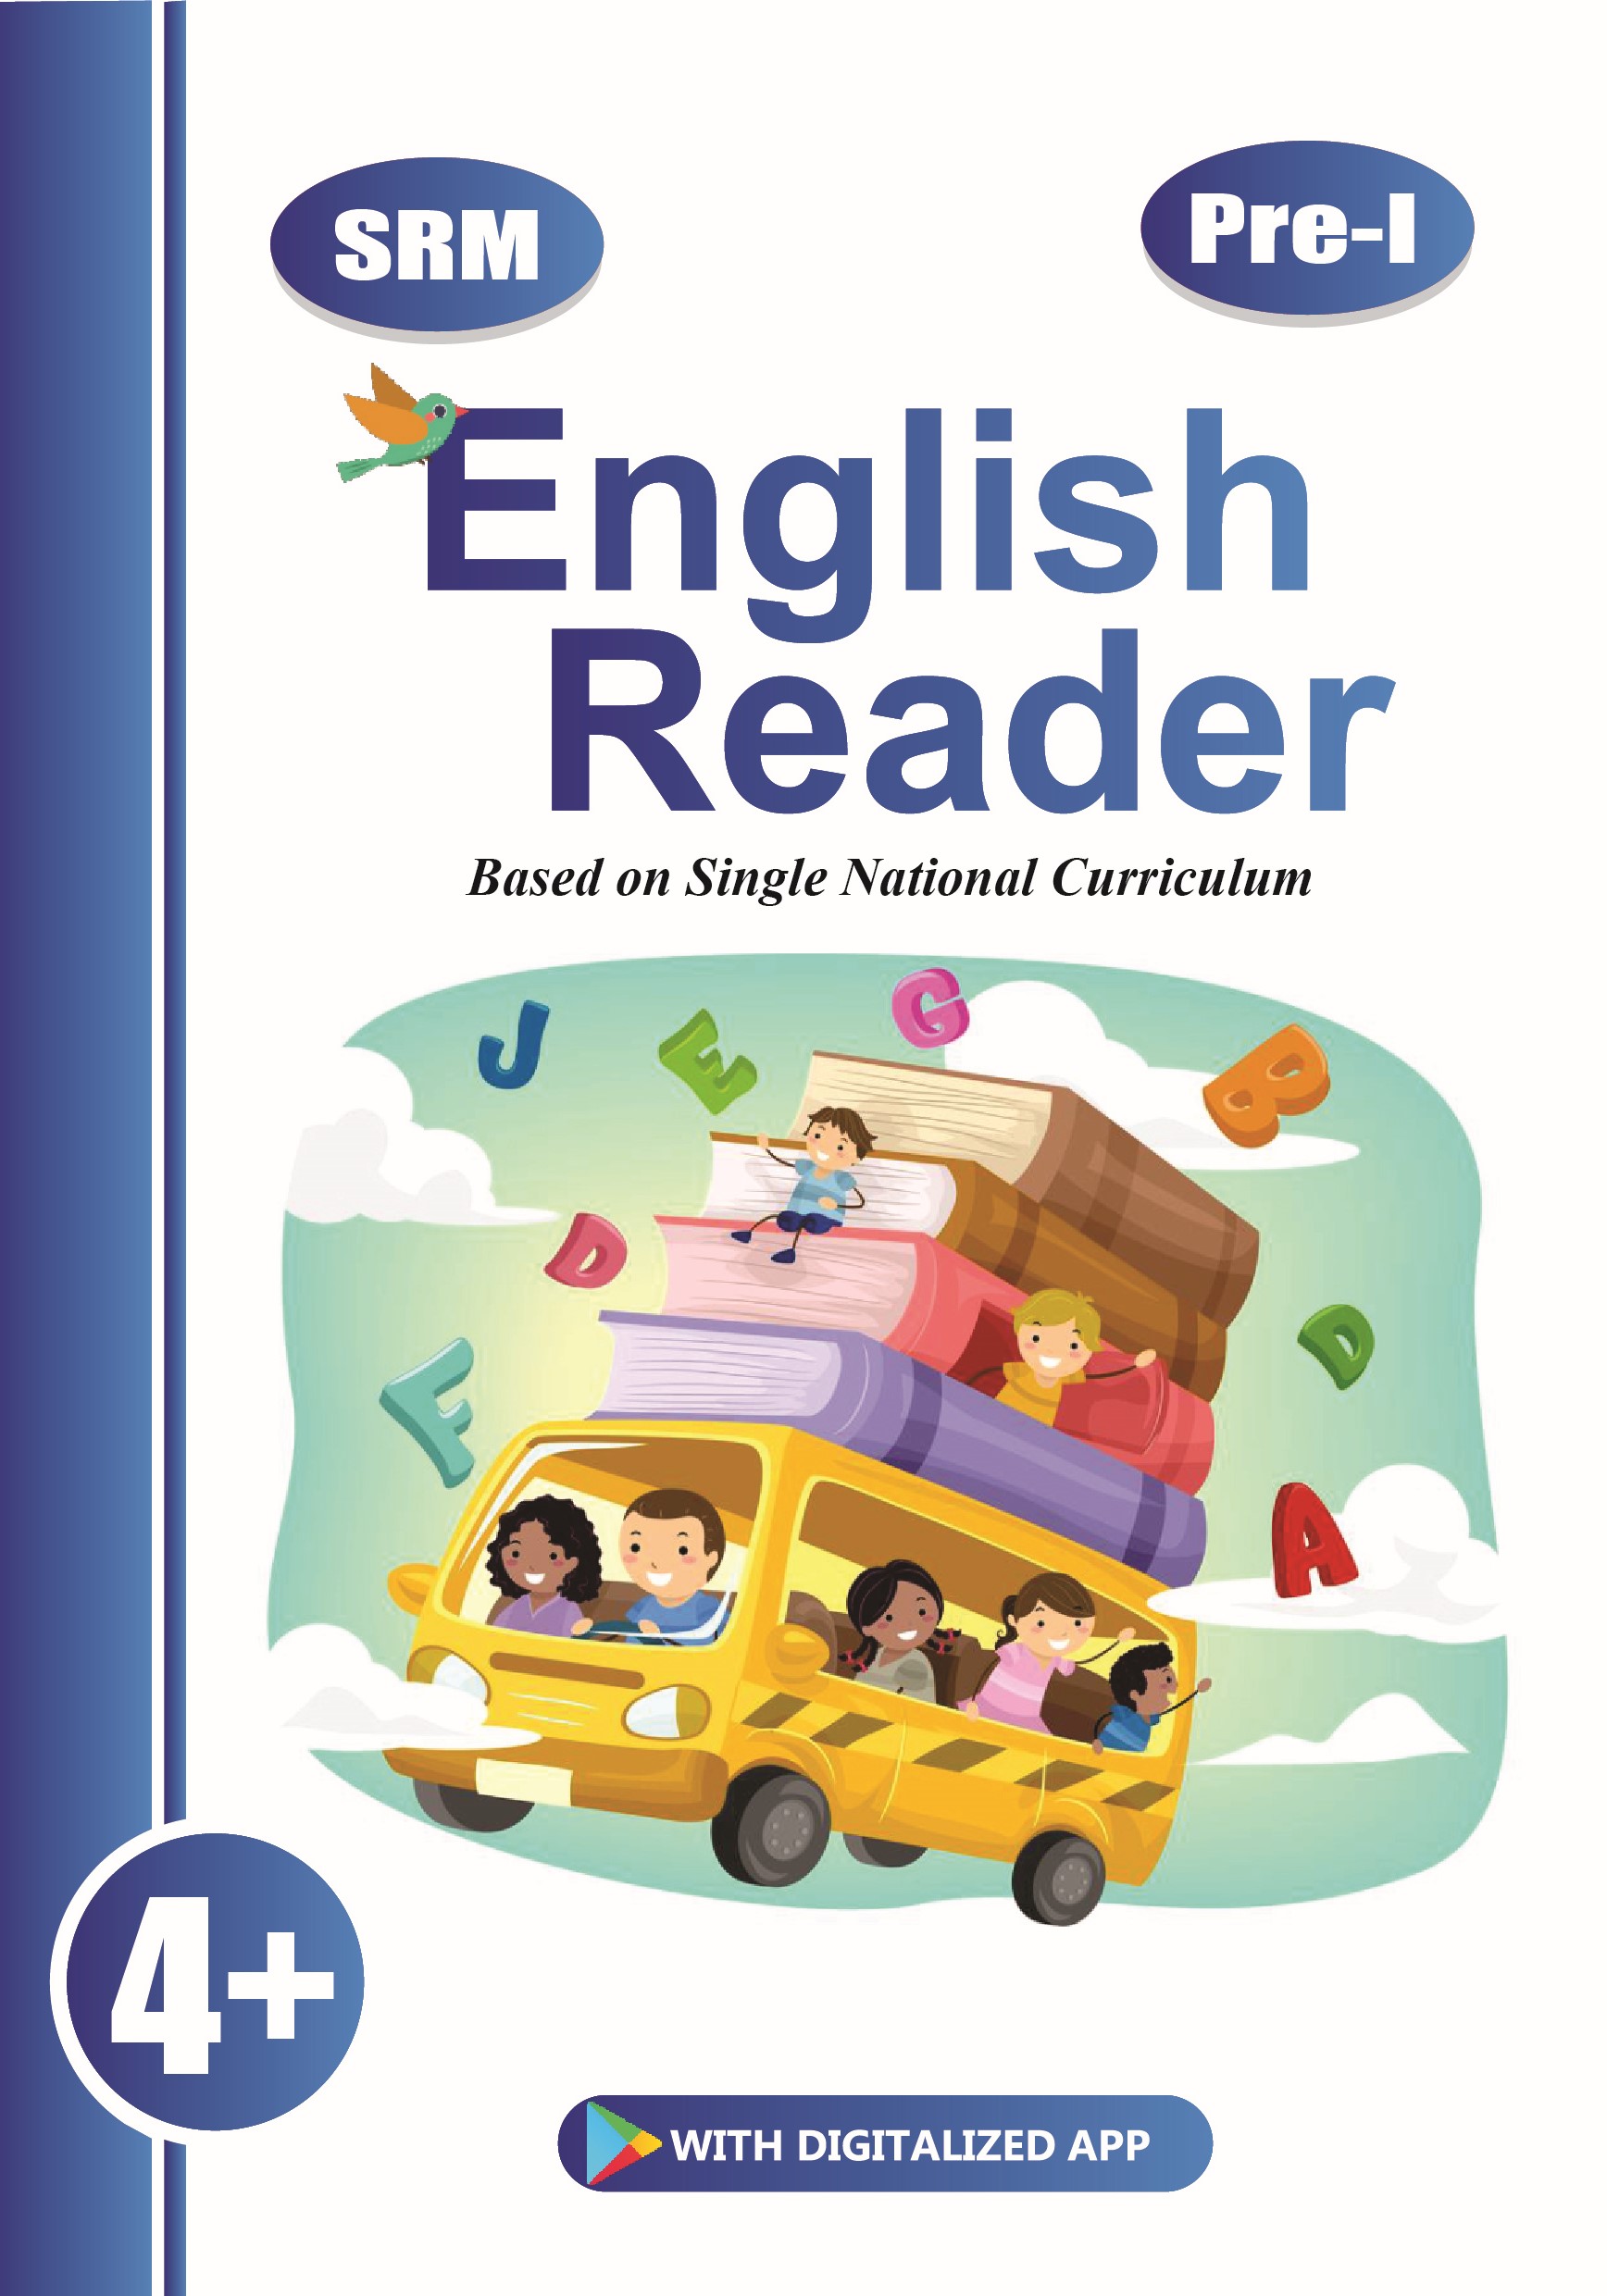 SRM
Pre-I
English
Reader
Based on Single National Curriculum
J
E
G
B
D
D
F
A
4+
WITH DIGITALIZED APP